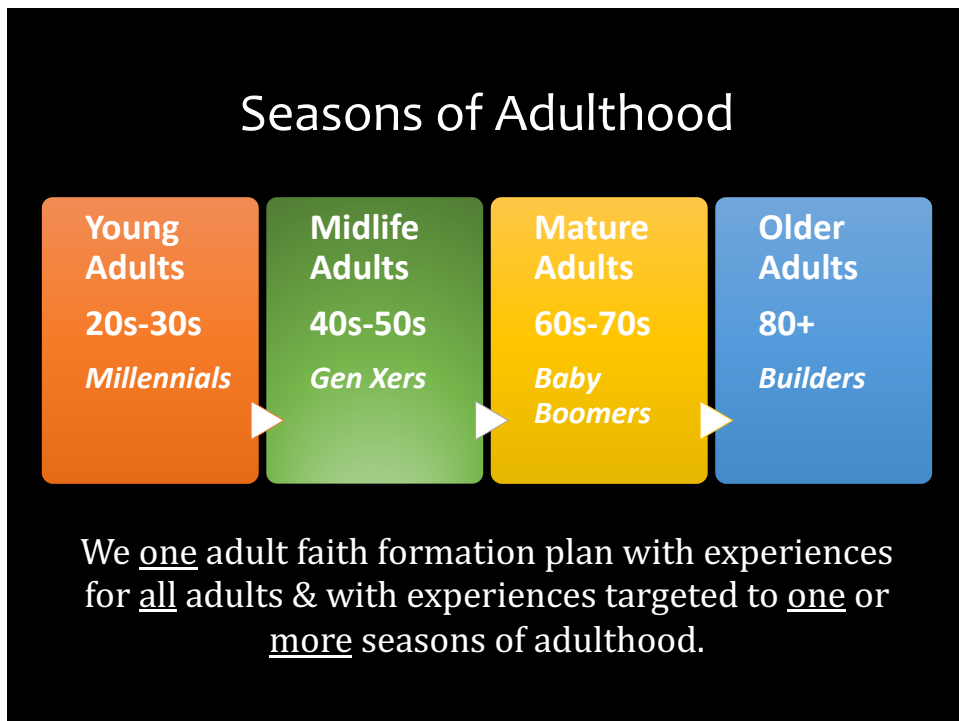 Seasons of Adulthood
Young
Adults
20s-30s
Millennials
Midlife
Adults
40s-50s
Gen Xers
Mature
Adults
60s-70s
Baby
Boomers
Older
Adults
80+
Builders
We one adult faith formation plan with experiences
for all adults & with experiences targeted to one or
more seasons of adulthood.